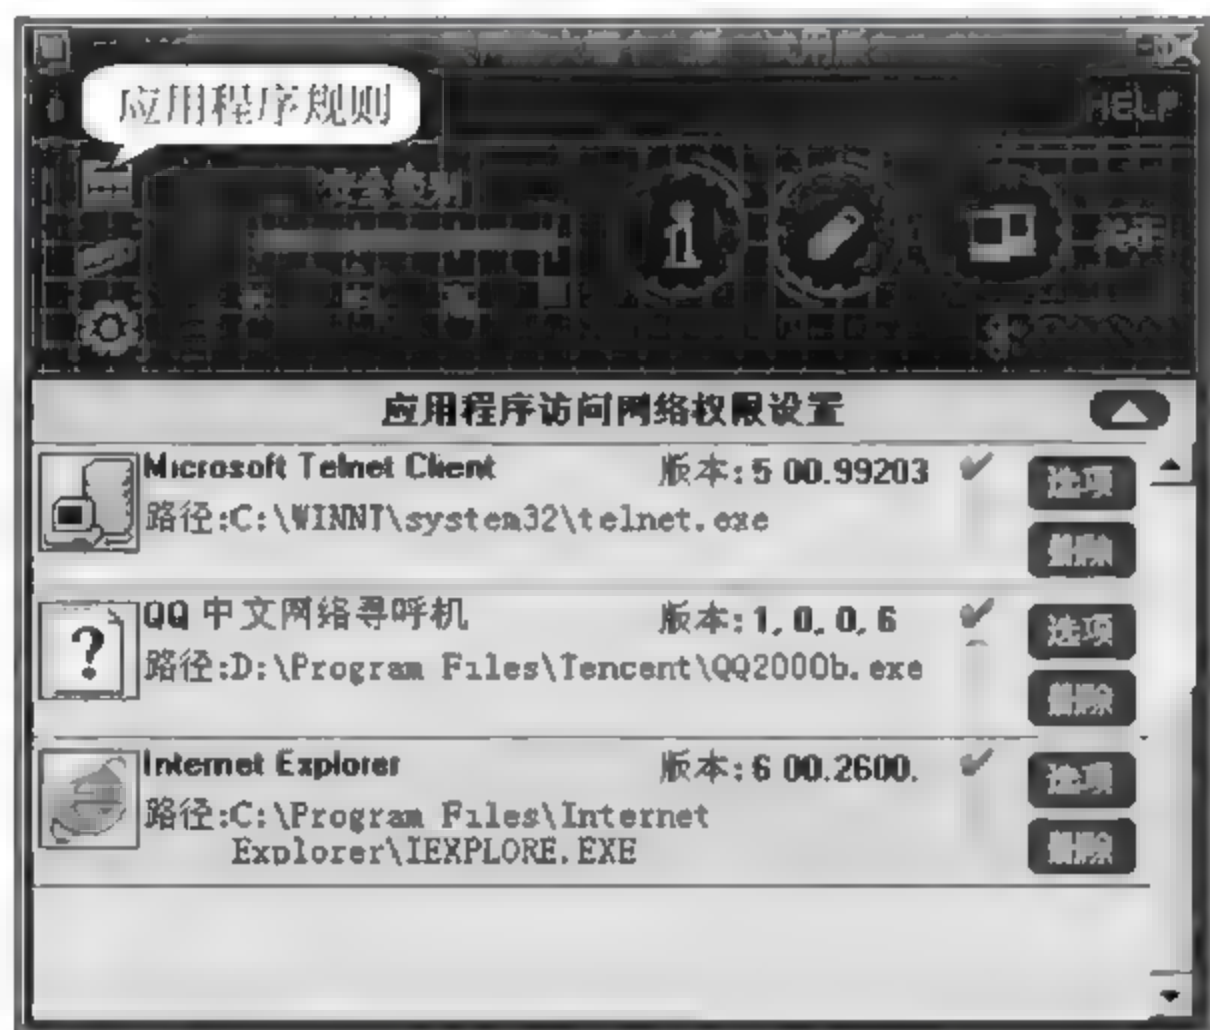 应用程序规则
HELP
安全级别
应用程序访问网络权限设置
Microsoft Telnet Client 版本:5 00.99203
选项
路径:C:\WINNT\system32\telnet.exe
删除
QQ 中文网络寻呼机 版本:1, 0, 0, 6
选项
路径:D:\Program Files\Tencent\QQ2000b.exe
删除
Internet Explorer 版本:6 00.2600.
选项
路径:C:\Program Files\Internet
Explorer\IEXPLORE.EXE
删除